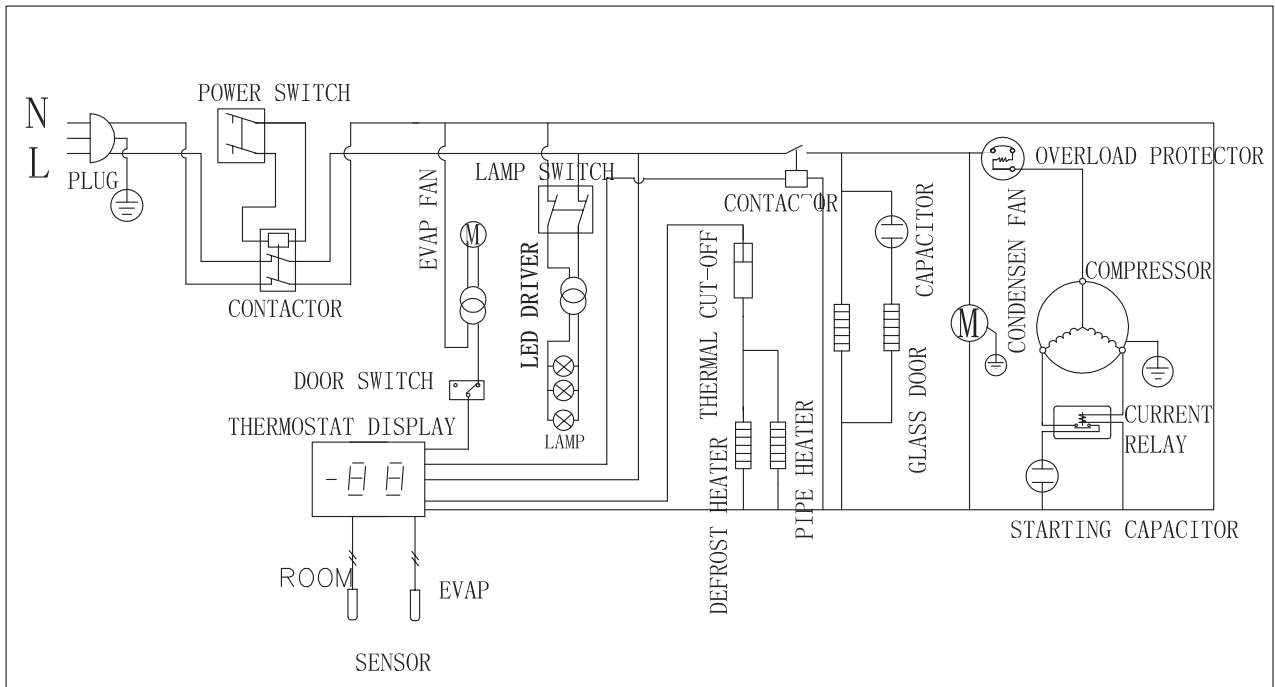 POWER SWITCH
N
L
PLUG
CONTACTOR
EVAP FAN
M
LAMP SWITCH
LED DRIVER
LAMP
DOOR SWITCH
THERMOSTAT DISPLAY
ROOM
EVAP
SENSOR
CONTACTOR
THERMAL CUT-OFF
DEFROST HEATER
PIPE HEATER
CAPACITOR
GLASS DOOR
M
CONDENSEN FAN
OVERLOAD PROTECTOR
COMPRESSOR
CURRENT
RELAY
STARTING CAPACITOR